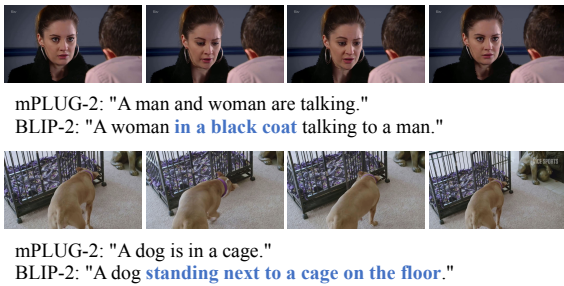 mPLUG-2: "A man and woman are talking."
BLIP-2: "A woman in a black coat talking to a man."
mPLUG-2: "A dog is in a cage."
BLIP-2: "A dog standing next to a cage on the floor."